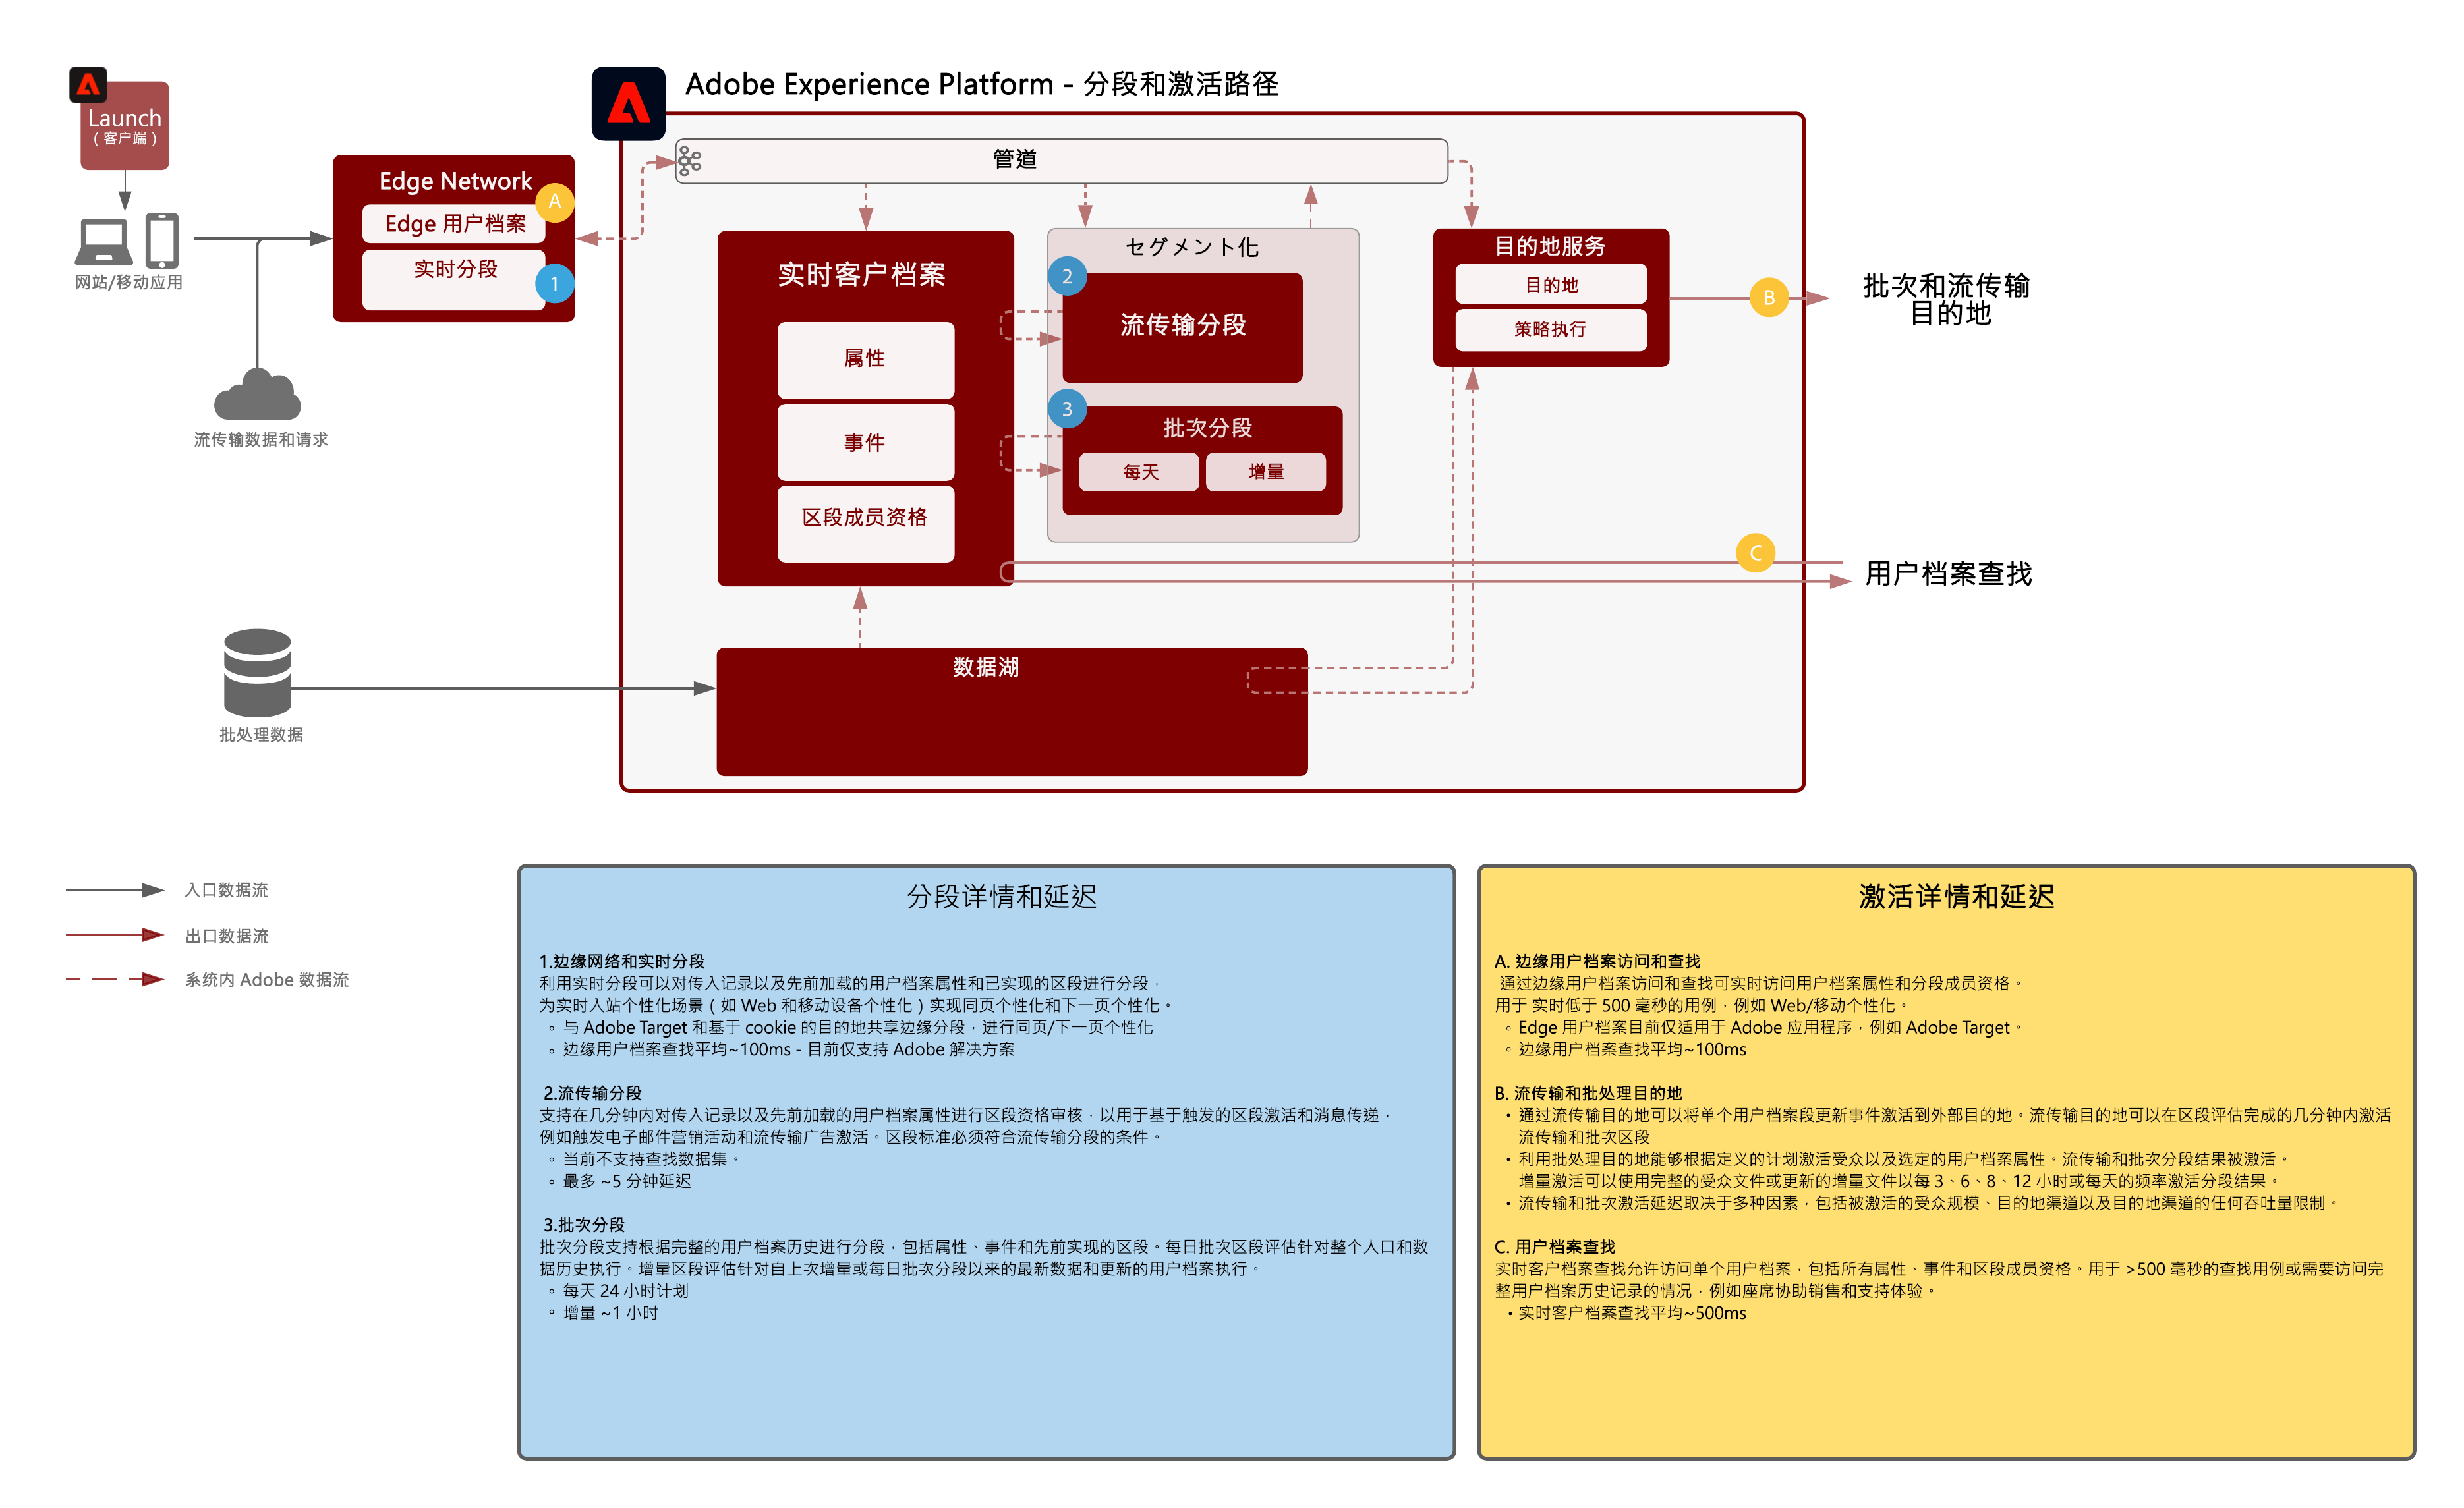 Adobe Experience Platform - 分段和激活路径
Launch
（客户端）
网站/移动应用
流传输数据和请求
Edge Network
A
Edge 用户档案
实时分段
1
管道
实时客户档案
属性
事件
区段成员资格
セグメント化
2
流传输分段
3
批次分段
每天
增量
目的地服务
目的地
策略执行
B
批次和流传输
目的地
C
用户档案查找
数据湖
批处理数据
入口数据流
出口数据流
系统内 Adobe 数据流
分段详情和延迟
1.边缘网络和实时分段
利用实时分段可以对传入记录以及先前加载的用户档案属性和已实现的区段进行分段，
为实时入站个性化场景（如 Web 和移动设备个性化）实现同页个性化和下一页个性化。
◦ 与 Adobe Target 和基于 cookie 的目的地共享边缘分段，进行同页/下一页个性化
◦ 边缘用户档案查找平均~100ms - 目前仅支持 Adobe 解决方案
2.流传输分段
支持在几分钟内对传入记录以及先前加载的用户档案属性进行区段资格审核，以用于基于触发的区段激活和消息传递，
例如触发电子邮件营销活动和流传输广告激活。区段标准必须符合流传输分段的条件。
◦ 当前不支持查找数据集。
◦ 最多 ~5 分钟延迟
3.批次分段
批次分段支持根据完整的用户档案历史进行分段，包括属性、事件和先前实现的区段。每日批次区段评估针对整个人口和数
据历史执行。增量区段评估针对自上次增量或每日批次分段以来的最新数据和更新的用户档案执行。
◦ 每天 24 小时计划
◦ 增量 ~1 小时
激活详情和延迟
A. 边缘用户档案访问和查找
通过边缘用户档案访问和查找可实时访问用户档案属性和分段成员资格。
用于 实时低于 500 毫秒的用例，例如 Web/移动个性化。
◦ Edge 用户档案目前仅适用于 Adobe 应用程序，例如 Adobe Target。
◦ 边缘用户档案查找平均~100ms
B. 流传输和批处理目的地
• 通过流传输目的地可以将单个用户档案段更新事件激活到外部目的地。流传输目的地可以在区段评估完成的几分钟内激活
流传输和批次区段
• 利用批处理目的地能够根据定义的计划激活受众以及选定的用户档案属性。流传输和批次分段结果被激活。
增量激活可以使用完整的受众文件或更新的增量文件以每 3、6、8、12 小时或每天的频率激活分段结果。
• 流传输和批次激活延迟取决于多种因素，包括被激活的受众规模、目的地渠道以及目的地渠道的任何吞吐量限制。
C. 用户档案查找
实时客户档案查找允许访问单个用户档案，包括所有属性、事件和区段成员资格。用于 >500 毫秒的查找用例或需要访问完
整用户档案历史记录的情况，例如座席协助销售和支持体验。
• 实时客户档案查找平均~500ms